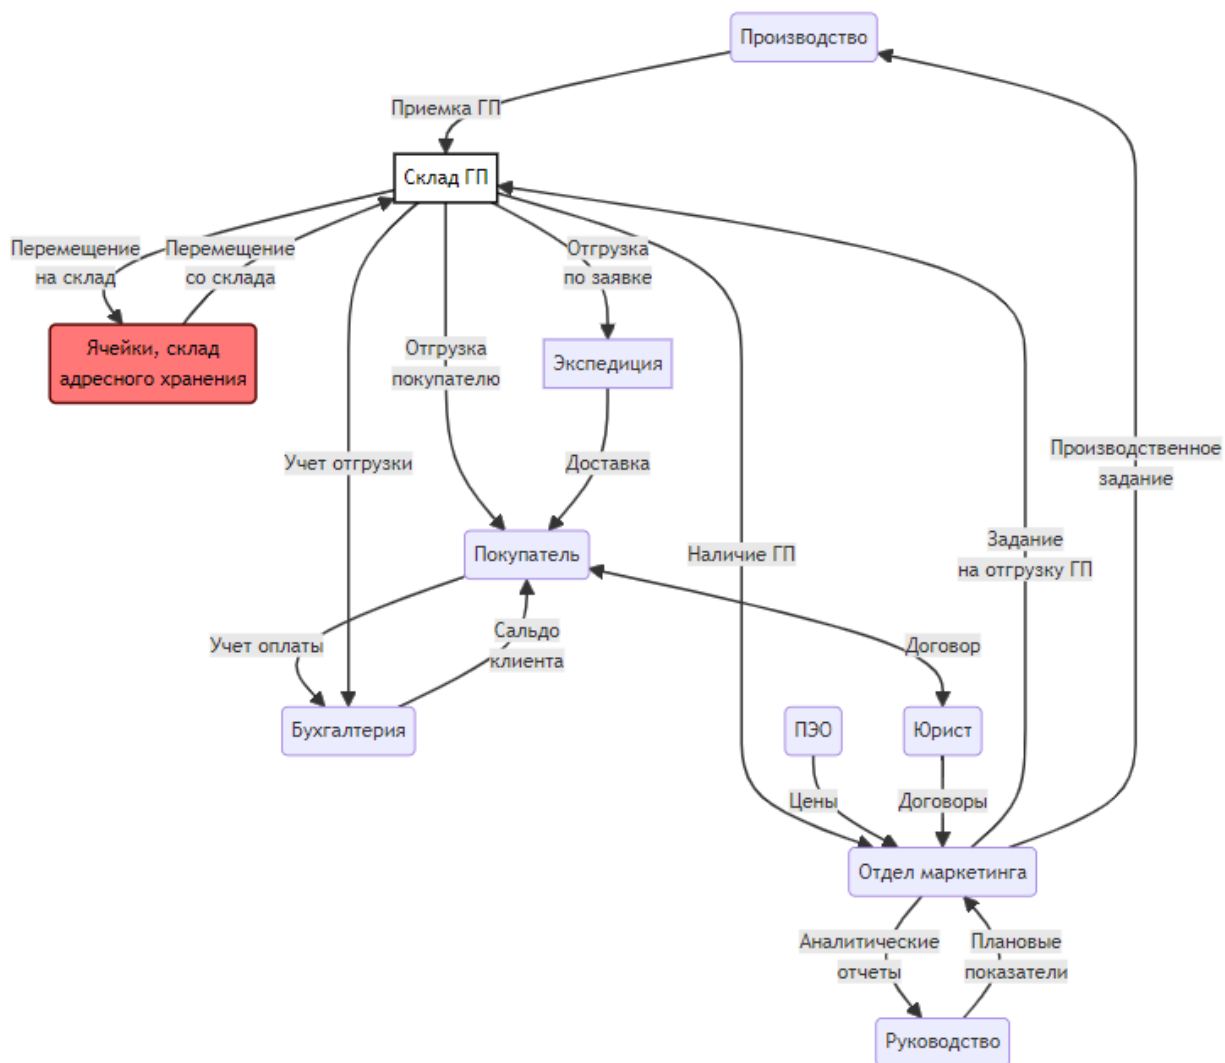 Производство
Приемка ГП
Склад ГП
Перемещение
на склад
Перемещение
со склада
Отгрузка
по заявке
Ячейки, склад
адресного хранения
Отгрузка
покупателю
Экспедиция
Учет отгрузки
Доставка
Производственное
задание
Покупатель
Наличие ГП
Задание
на отгрузку ГП
Учет оплаты
Сальдо
клиента
Договор
Бухгалтерия
ПЭО
Юрист
Цены
Договоры
Отдел маркетинга
Аналитические
отчеты
Плановые
показатели
Руководство